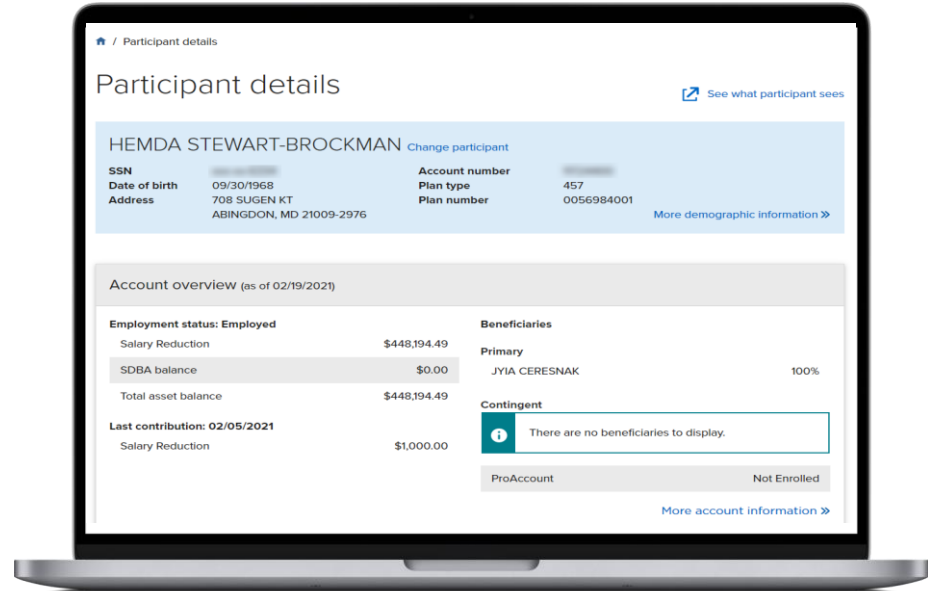 / Participant details
Participant details
See what participant sees
HEMDA STEWART-BROCKMAN Change participant
SSN
Account number
Date of birth 09/30/1968
Plan type 457
Address 708 SUGEN KT
Plan number 0056984001
ABINGDON, MD 21009-2976
More demographic information »
Account overview (as of 02/19/2021)
Employment status: Employed
Salary Reduction $448,194.49
SDBA balance $0.00
Total asset balance $448,194.49
Last contribution: 02/05/2021
Salary Reduction $1,000.00
Beneficiaries
Primary
JYIA CERESNAK 100%
Contingent
There are no beneficiaries to display.
ProAccount Not Enrolled
More account information »